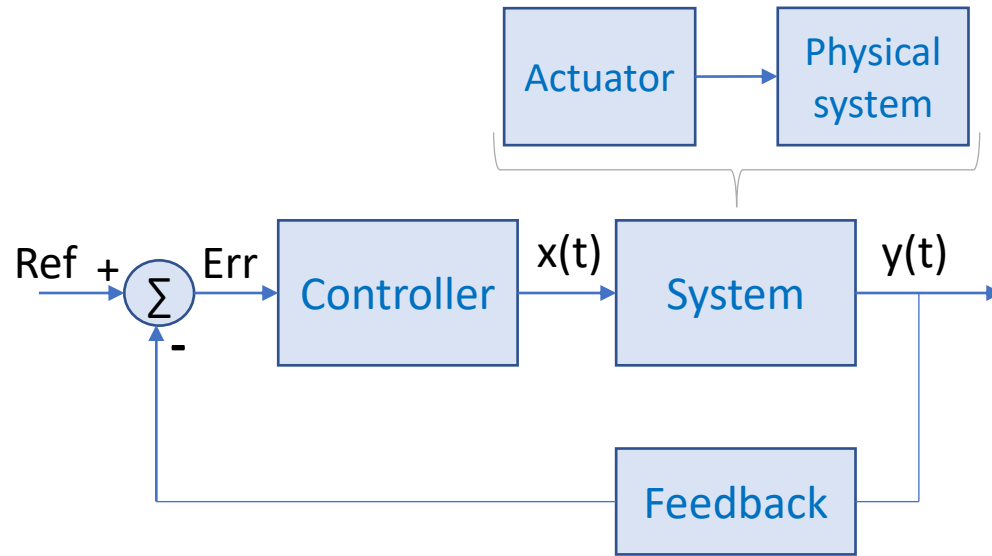 Actuator
Physical
system
Ref + Err x(t) y(t)
∑ Controller System
-
Feedback